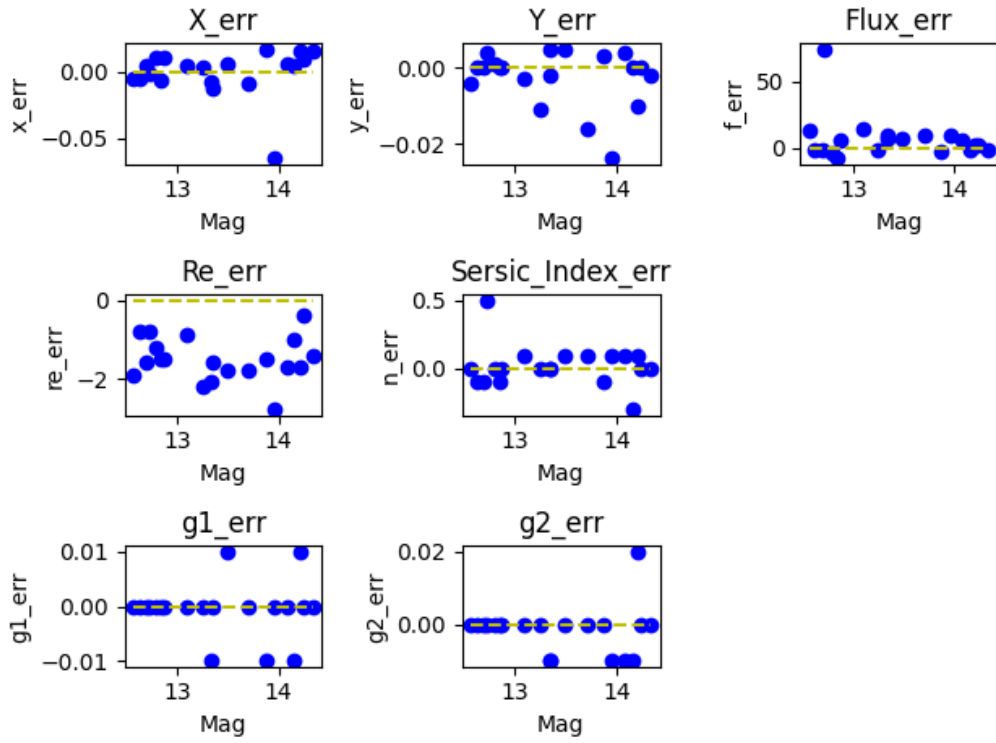 X_err
Y_err
Flux_err
x_err
0.00
−0.05
13
14
Mag
y_err
0.00
−0.02
13
14
Mag
f_err
50
0
13
14
Mag
Re_err
Sersic_Index_err
re_err
0
−2
13
14
Mag
n_err
0.5
0.0
13
14
Mag
g1_err
g2_err
g1_err
0.01
0.00
−0.01
13
14
Mag
g2_err
0.02
0.00
13
14
Mag